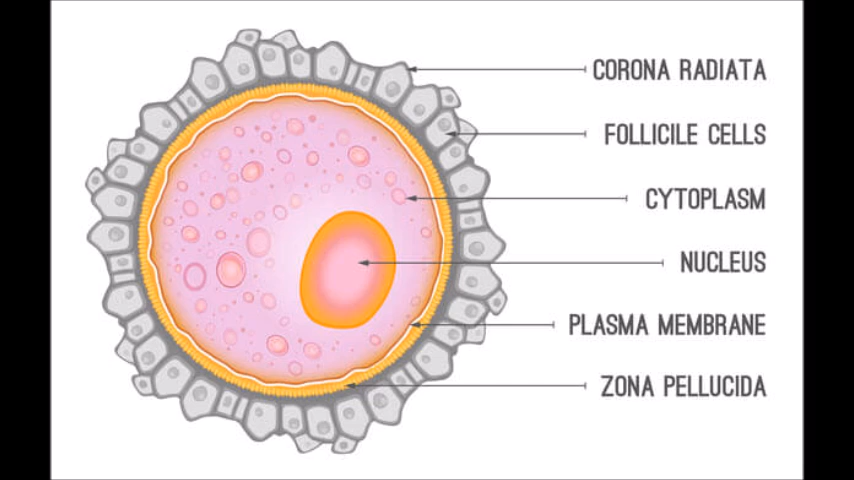 CORONA RADIATA
FOLLICILE CELLS
CYTOPLASM
NUCLEUS
PLASMA MEMBRANE
ZONA PELLUCIDA